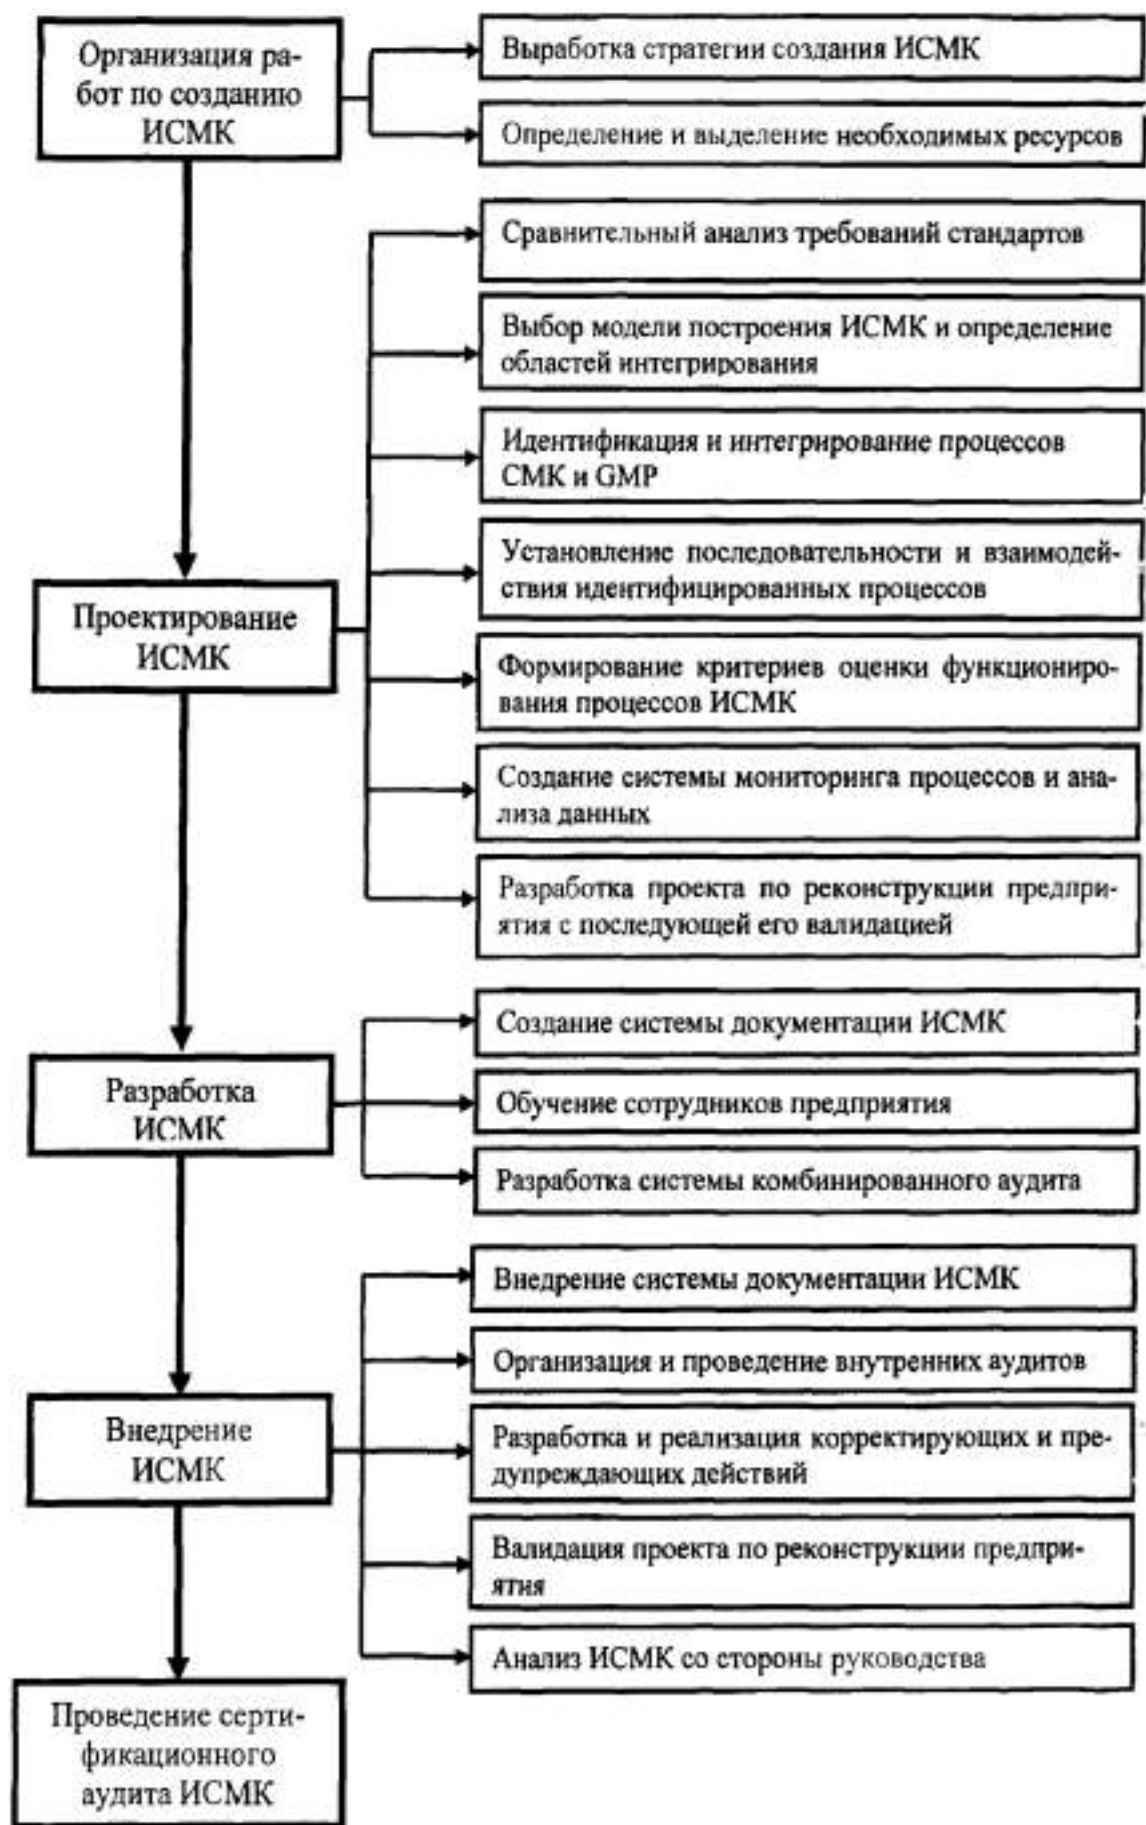 Организация ра-
бот по созданию
ИСМК
Выработка стратегии создания ИСМК
Определение и выделение необходимых ресурсов
Сравнительный анализ требований стандартов
Выбор модели построения ИСМК и определение
областей интегрирования
Идентификация и интегрирование процессов
СМК и GMP
Установление последовательности и взаимодей-
ствия идентифицированных процессов
Проектирование
ИСМК
Формирование критериев оценки функциониро-
вания процессов ИСМК
Создание системы мониторинга процессов и ана-
лиза данных
Разработка проекта по реконструкции предпри-
ятия с последующей его валидацией
Создание системы документации ИСМК
Разработка
ИСМК
Обучение сотрудников предприятия
Разработка системы комбинированного аудита
Внедрение системы документации ИСМК
Организация и проведение внутренних аудитов
Внедрение
ИСМК
Разработка и реализация корректирующих и пре-
дупреждающих действий
Валидация проекта по реконструкции предпри-
ятия
Анализ ИСМК со стороны руководства
Проведение серти-
фикационного
аудита ИСМК